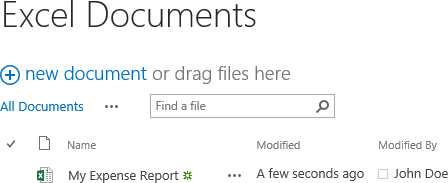 Excel Documents
new document or drag files here
All Documents ••• Find a file
Name Modified Modified By
My Expense Report ••• A few seconds ago John Doe